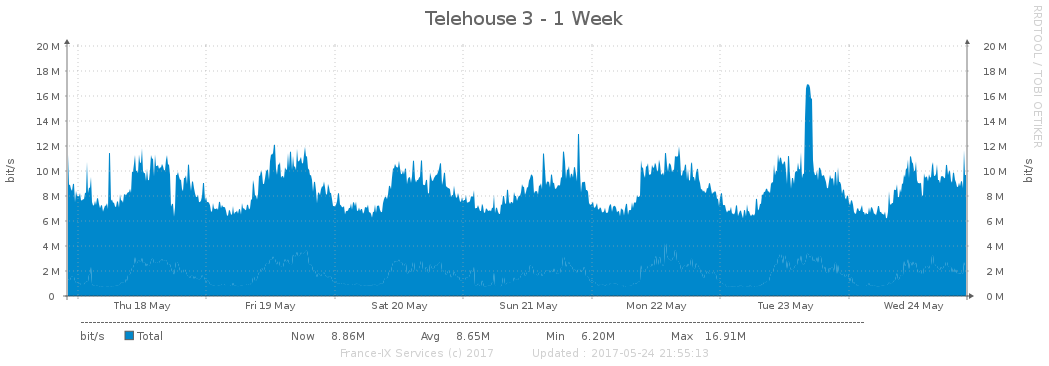 Telehouse 3 - 1 Week
RRDTOOL / TOBI OETIKER
bit/s
20 M 20 M
18 M 18 M
16 M 16 M
14 M 14 M
12 M 12 M
10 M 10 M
8 M 8 M
6 M 6 M
4 M 4 M
2 M 2 M
0 0 M
bit/s
Thu 18 May Fri 19 May Sat 20 May Sun 21 May Mon 22 May Tue 23 May Wed 24 May
bit/s Total Now 8.86M Avg 8.65M Min 6.20M Max 16.91M
France-IX Services (c) 2017 Updated : 2017-05-24 21:55:13